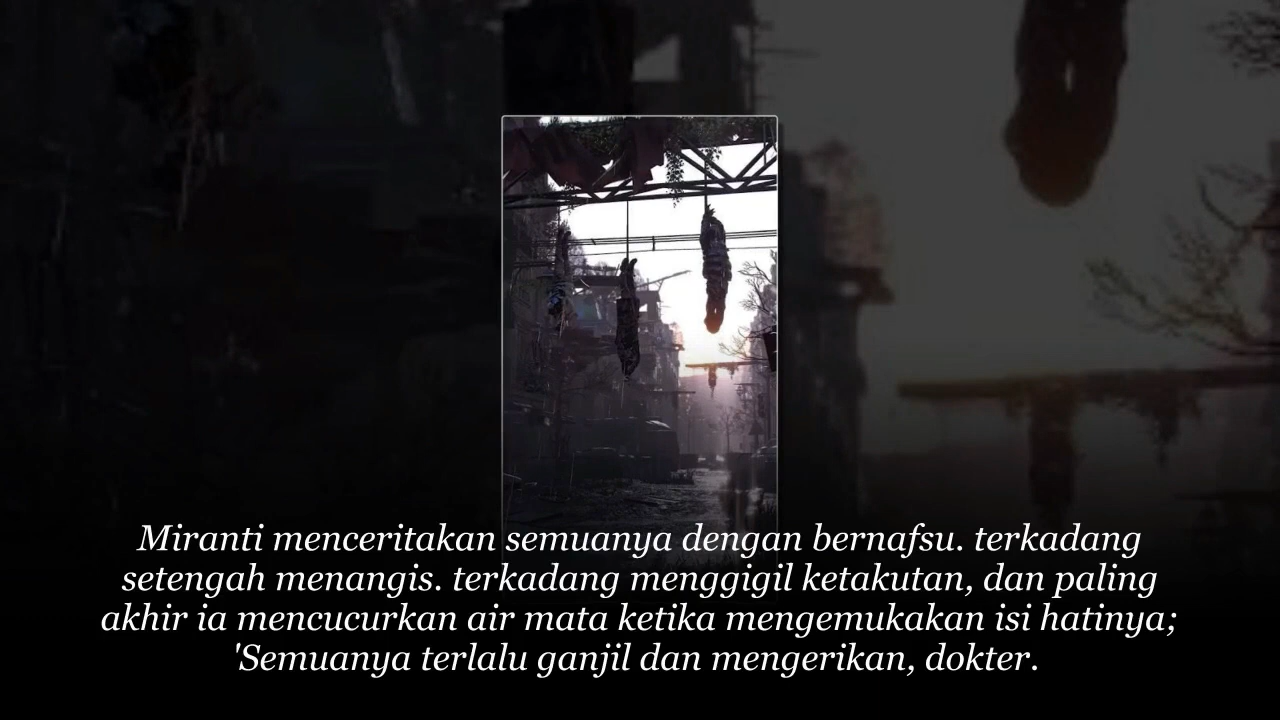 Miranti menceritakan semuanya dengan bernafsu. terkadang
setengah menangis. terkadang menggigil ketakutan, dan paling
akhir ia mencucurkan air mata ketika mengemukakan isi hatinya;
'Semuanya terlalu ganjil dan mengerikan, dokter.